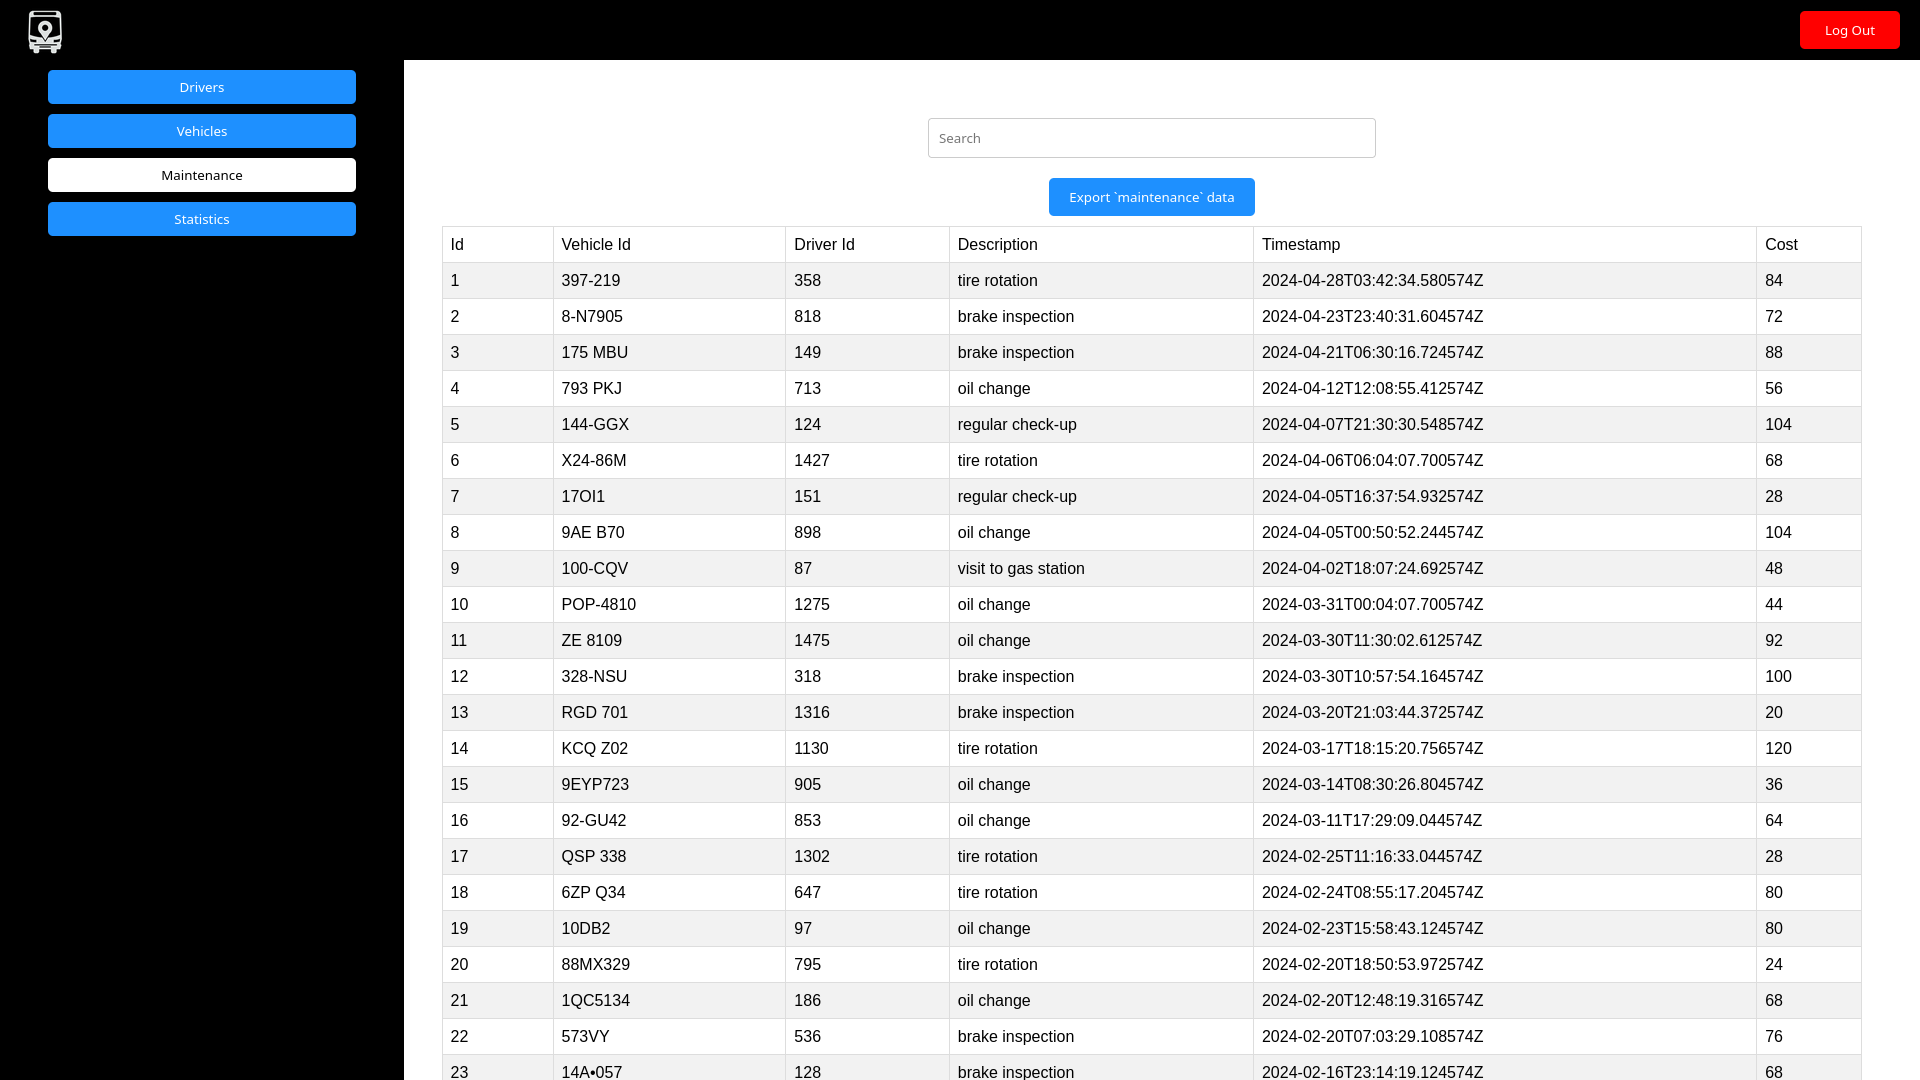 Log Out
Drivers
Vehicles
Maintenance
Statistics
Search
Export `maintenance` data
Id Vehicle Id Driver Id Description Timestamp Cost
1 397-219 358 tire rotation 2024-04-28T03:42:34.580574Z 84
2 8-N7905 818 brake inspection 2024-04-23T23:40:31.604574Z 72
3 175 MBU 149 brake inspection 2024-04-21T06:30:16.724574Z 88
4 793 PKJ 713 oil change 2024-04-12T12:08:55.412574Z 56
5 144-GGX 124 regular check-up 2024-04-07T21:30:30.548574Z 104
6 X24-86M 1427 tire rotation 2024-04-06T06:04:07.700574Z 68
7 17OI1 151 regular check-up 2024-04-05T16:37:54.932574Z 28
8 9AE B70 898 oil change 2024-04-05T00:50:52.244574Z 104
9 100-CQV 87 visit to gas station 2024-04-02T18:07:24.692574Z 48
10 POP-4810 1275 oil change 2024-03-31T00:04:07.700574Z 44
11 ZE 8109 1475 oil change 2024-03-30T11:30:02.612574Z 92
12 328-NSU 318 brake inspection 2024-03-30T10:57:54.164574Z 100
13 RGD 701 1316 brake inspection 2024-03-20T21:03:44.372574Z 20
14 KCQ Z02 1130 tire rotation 2024-03-17T18:15:20.756574Z 120
15 9EYP723 905 oil change 2024-03-14T08:30:26.804574Z 36
16 92-GU42 853 oil change 2024-03-11T17:29:09.044574Z 64
17 QSP 338 1302 tire rotation 2024-02-25T11:16:33.044574Z 28
18 6ZP Q34 647 tire rotation 2024-02-24T08:55:17.204574Z 80
19 10DB2 97 oil change 2024-02-23T15:58:43.124574Z 80
20 88MX329 795 tire rotation 2024-02-20T18:50:53.972574Z 24
21 1QC5134 186 oil change 2024-02-20T12:48:19.316574Z 68
22 573VY 536 brake inspection 2024-02-20T07:03:29.108574Z 76
23 14A•057 128 brake inspection 2024-02-16T23:14:19.124574Z 68